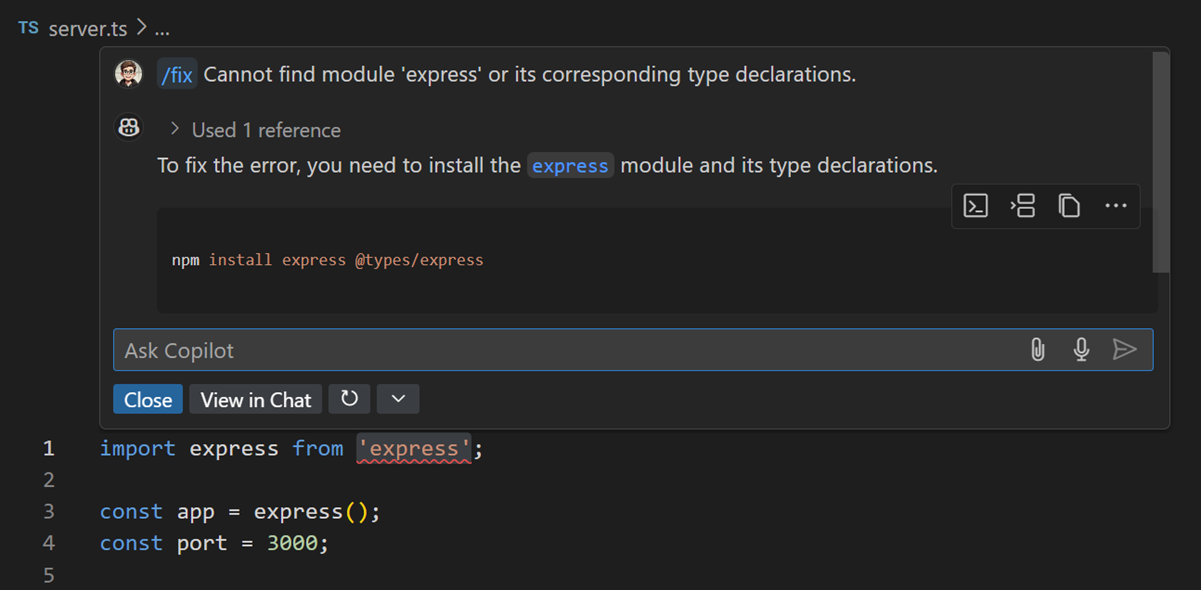 TS server.ts > ...
/fix Cannot find module 'express' or its corresponding type declarations.
> Used 1 reference
To fix the error, you need to install the express module and its type declarations.
npm install express @types/express
Ask Copilot
Close View in Chat
1 import express from 'express';
2
3 const app = express();
4 const port = 3000;
5